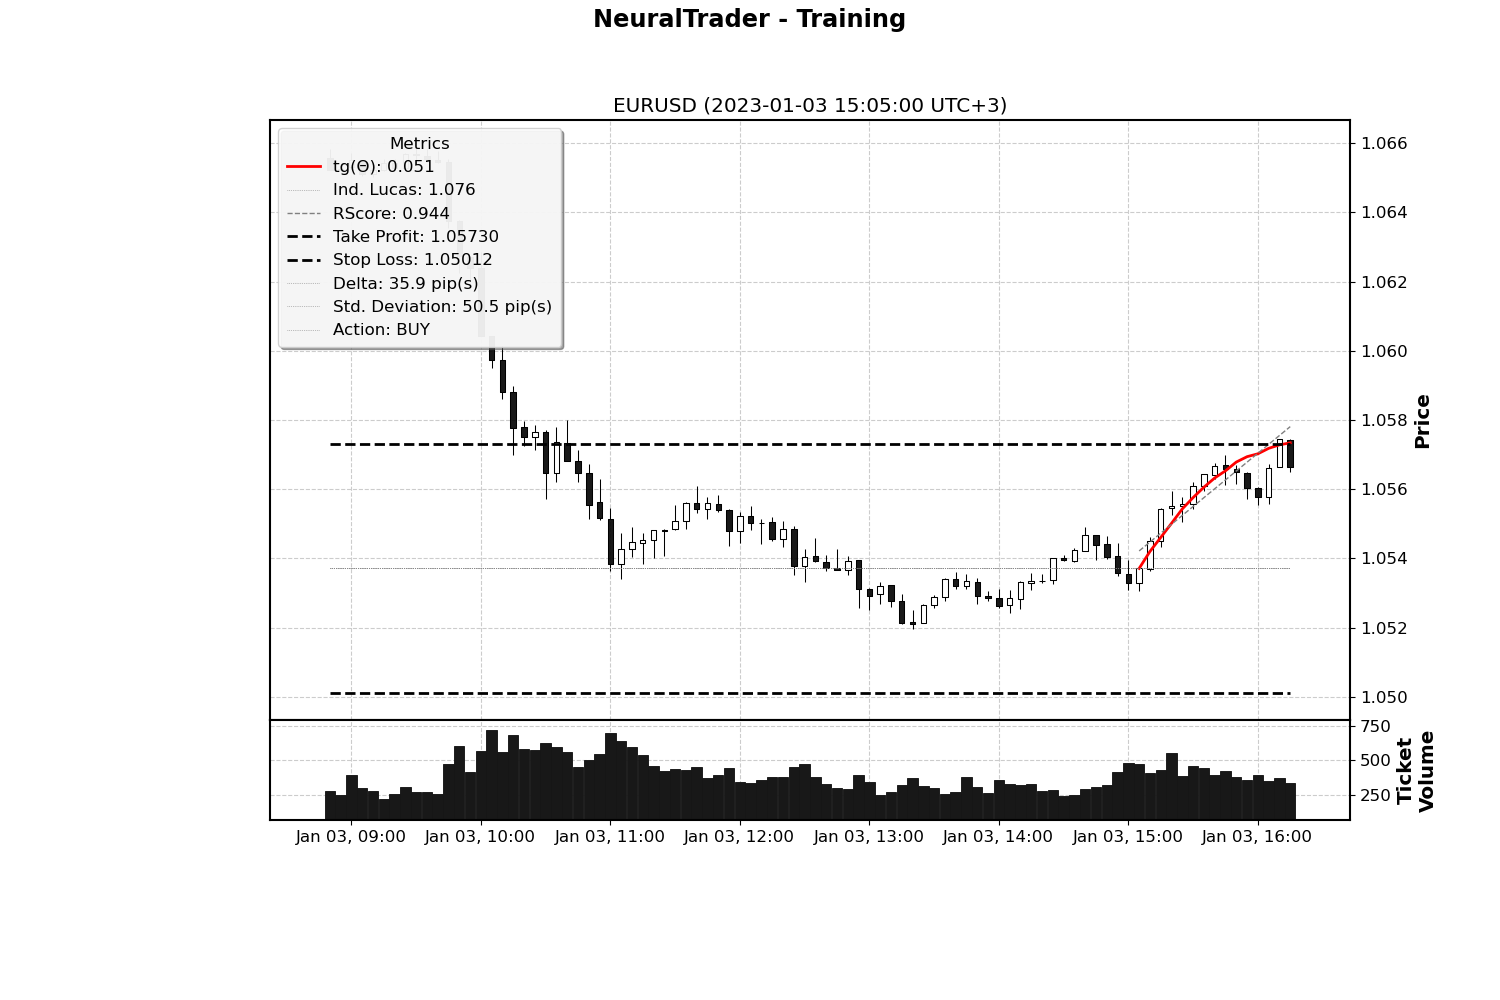 NeuralTrader - Training
EURUSD (2023-01-03 15:05:00 UTC+3)
Metrics
tg(Θ): 0.051
Ind. Lucas: 1.076
RScore: 0.944
Take Profit: 1.05730
Stop Loss: 1.05012
Delta: 35.9 pip(s)
Std. Deviation: 50.5 pip(s)
Action: BUY
1.066
1.064
1.062
1.060
1.058
1.056
1.054
1.052
1.050
Price
750
500
250
Ticket
Volume
Jan 03, 09:00
Jan 03, 10:00
Jan 03, 11:00
Jan 03, 12:00
Jan 03, 13:00
Jan 03, 14:00
Jan 03, 15:00
Jan 03, 16:00